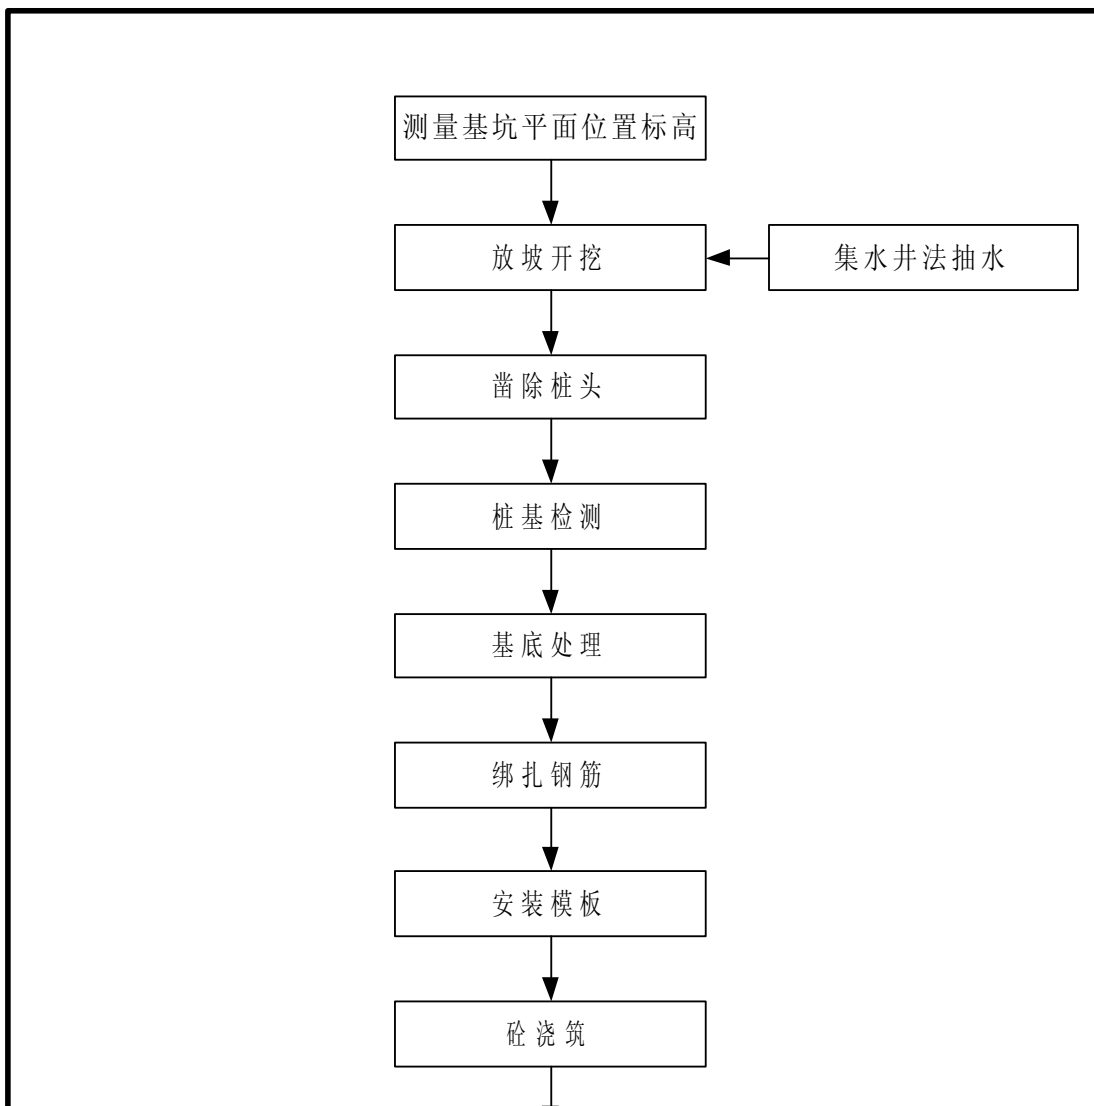 测量基坑平面位置标高
放坡开挖
集水井法抽水
凿除桩头
桩基检测
基底处理
绑扎钢筋
安装模板
砼浇筑